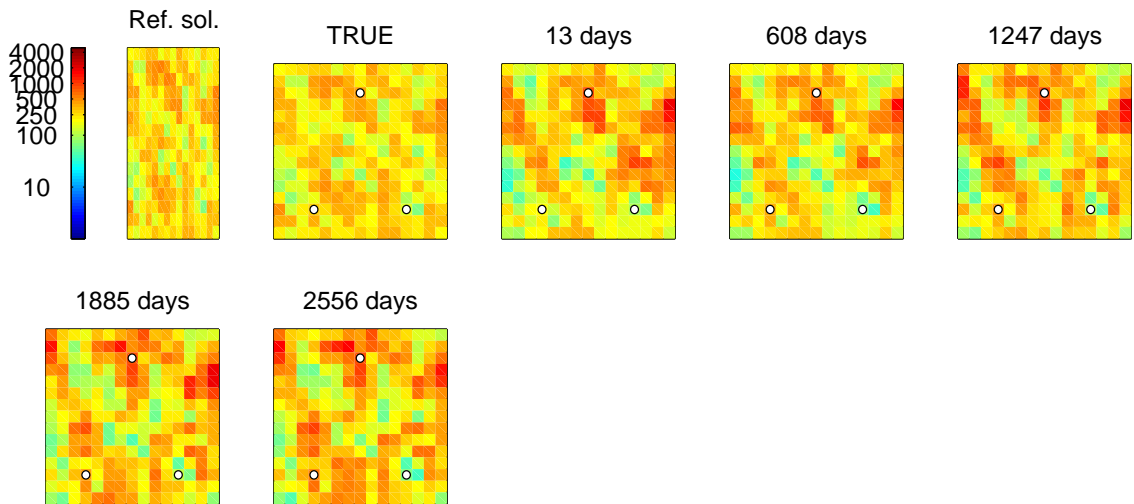 Ref. sol.
TRUE
13 days
608 days
1247 days
4000
2000
1000
500
250
100
10
1885 days
2556 days